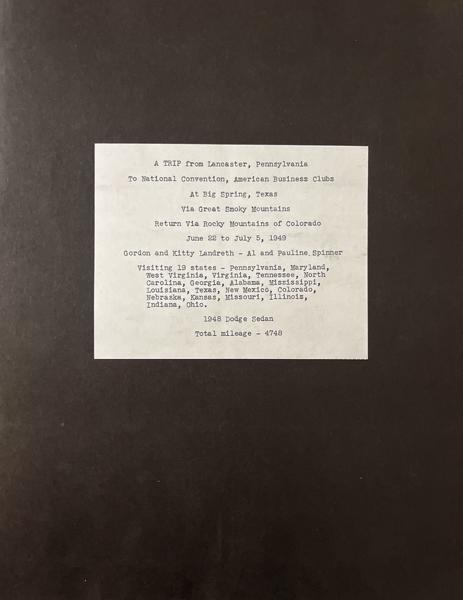 A TRIP from Lancaster, Pennsylvania
To National Convention, American Business Clubs
At Big Spring, Texas
Via Great Smoky Mountains
Return Via Rocky Mountains of Colorado
June 22 to July 5, 1949
Gordon and Kitty Landreth - Al and Pauline Spinner
Visiting 19 states - Pennsylvania, Maryland,
West Virginia, Virginia, Tennessee, North
Carolina, Georgia, Alabama, Mississippi,
Louisiana, Texas, New Mexico, Colorado,
Nebraska, Kansas, Missouri, Illinois,
Indiana, Ohio.
1948 Dodge Sedan
Total mileage - 4748